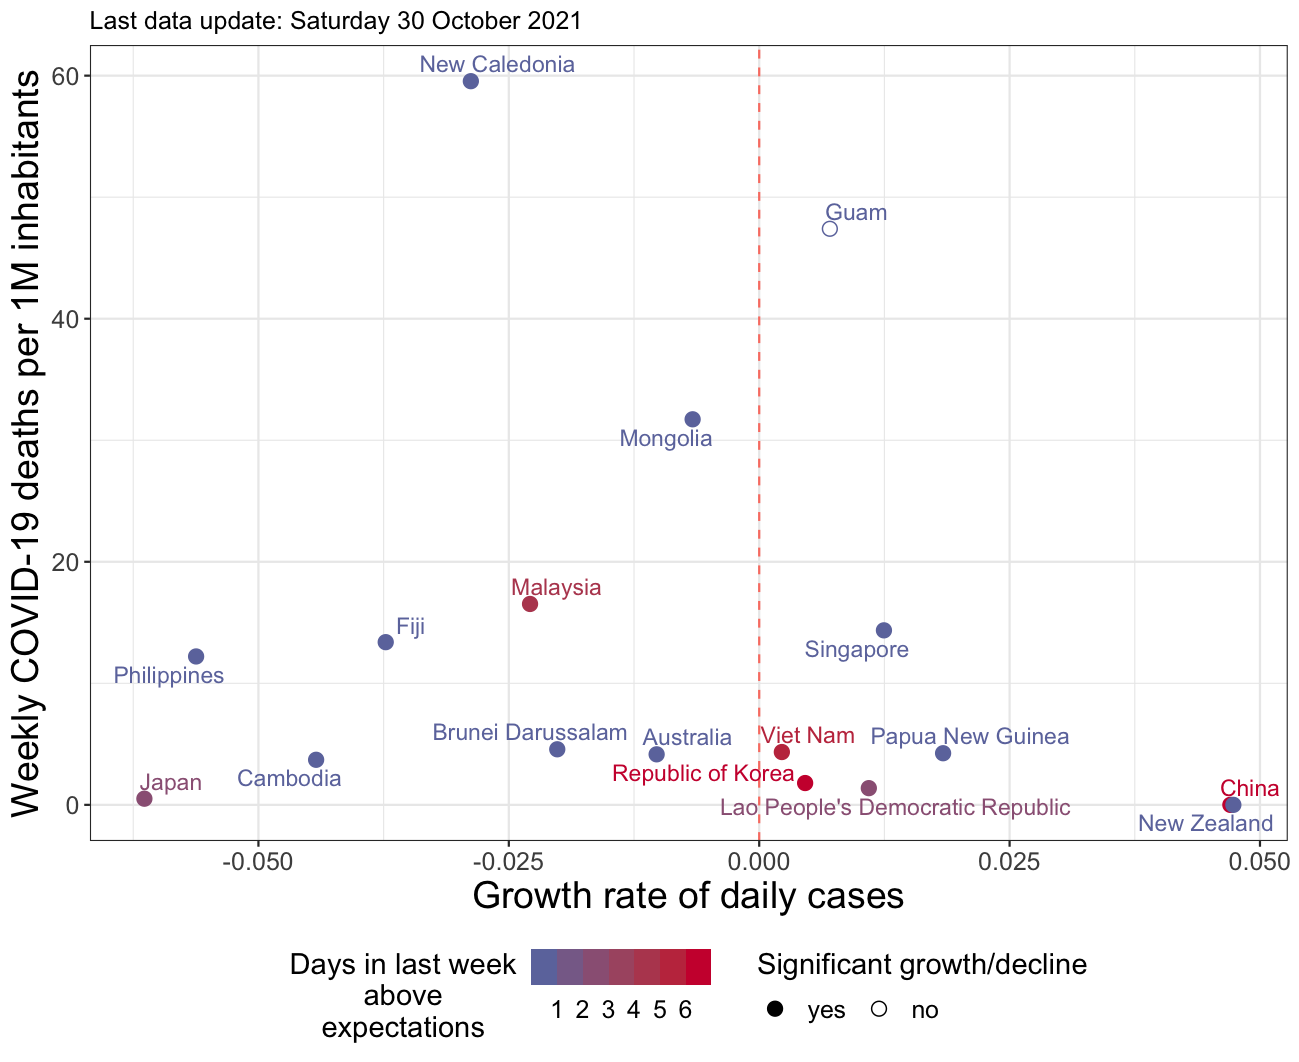 Last data update: Saturday 30 October 2021
Weekly COVID-19 deaths per 1M inhabitants
60
40
20
0
New Caledonia
Guam
Mongolia
Malaysia
Fiji
Singapore
Philippines
Brunei Darussalam
Australia
Viet Nam
Papua New Guinea
Republic of Korea
Cambodia
Japan
China
Lao People's Democratic Republic
New Zealand
-0.050
-0.025
0.000
0.025
0.050
Growth rate of daily cases
Days in last week
above
expectations
1 2 3 4 5 6
Significant growth/decline
yes
no